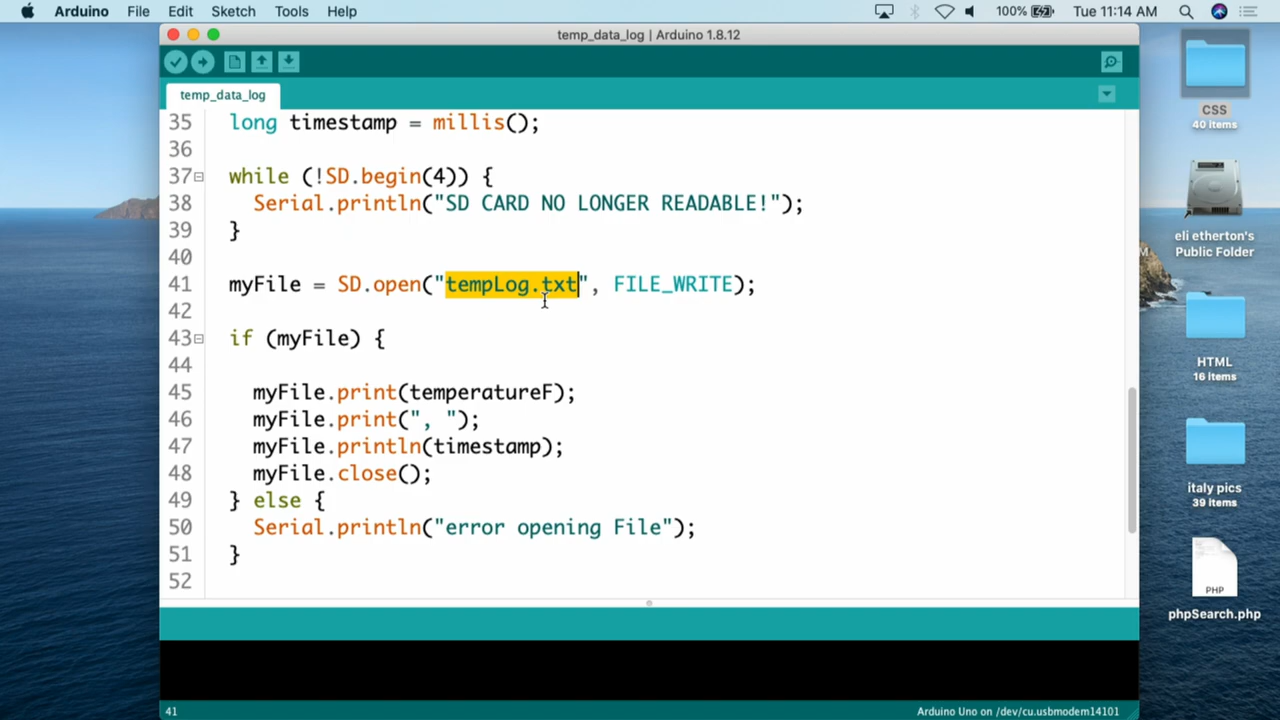 Arduino File Edit Sketch Tools Help 100% Tue 11:14 AM
temp_data_log | Arduino 1.8.12
temp_data_log
35 long timestamp = millis();
36
37 while (!SD.begin(4)) {
38 Serial.println("SD CARD NO LONGER READABLE!");
39 }
40
41 myFile = SD.open("tempLog.txt", FILE_WRITE);
42
43 if (myFile) {
44
45 myFile.print(temperatureF);
46 myFile.print(", ");
47 myFile.println(timestamp);
48 myFile.close();
49 } else {
50 Serial.println("error opening File");
51 }
52
41 Arduino Uno on /dev/cu.usbmodem14101
CSS
40 items
eli etherton's
Public Folder
HTML
16 items
italy pics
39 items
PHP
phpSearch.php